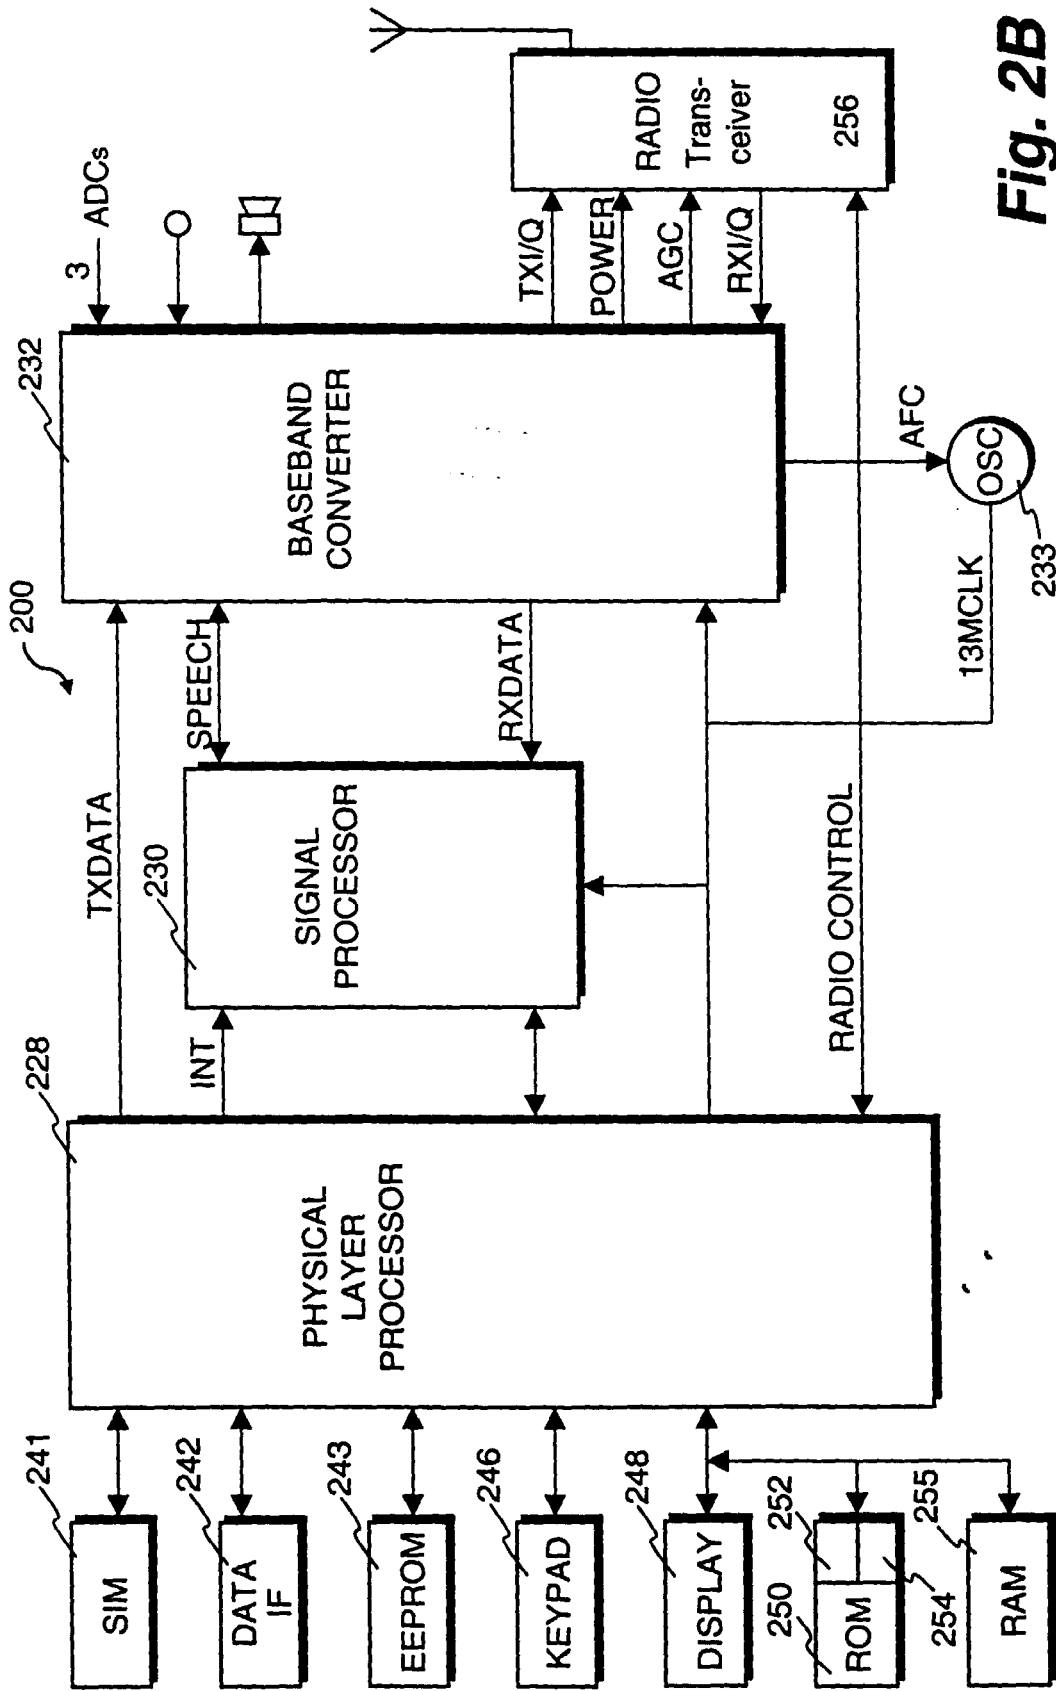 200
241
SIM
242
DATA
IF
243
EEPROM
246
KEYPAD
248
DISPLAY
250
ROM
252
254
255
RAM
228
PHYSICAL
LAYER
PROCESSOR
TXDATA
INT
230
SIGNAL
PROCESSOR
SPEECH
RXDATA
RADIO CONTROL
13MCLK
232
BASEBAND
CONVERTER
3 ADCs
TXI/Q
POWER
AGC
RXI/Q
AFC
OSC
233
RADIO
Trans-
ceiver
256
Fig. 2B